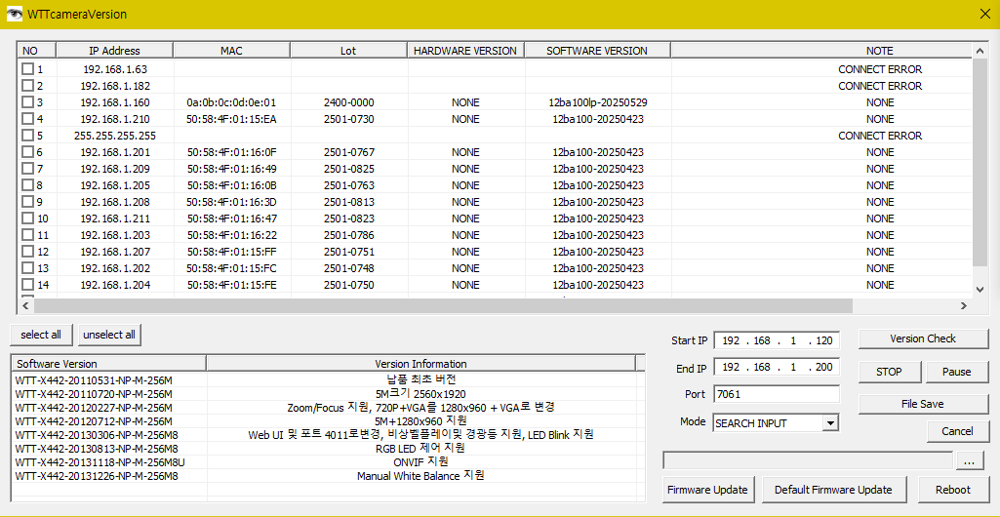 WTTcameraVersion
NO IP Address MAC Lot HARDWARE VERSION SOFTWARE VERSION NOTE
1 192.168.1.63 CONNECT ERROR
2 192.168.1.182 CONNECT ERROR
3 192.168.1.160 0a:0b:0c:0d:0e:01 2400-0000 NONE 12ba100lp-20250529 NONE
4 192.168.1.210 50:58:4F:01:15:EA 2501-0730 NONE 12ba100-20250423 NONE
5 255.255.255.255 CONNECT ERROR
6 192.168.1.201 50:58:4F:01:16:0F 2501-0767 NONE 12ba100-20250423 NONE
7 192.168.1.209 50:58:4F:01:16:49 2501-0825 NONE 12ba100-20250423 NONE
8 192.168.1.205 50:58:4F:01:16:0B 2501-0763 NONE 12ba100-20250423 NONE
9 192.168.1.208 50:58:4F:01:16:3D 2501-0813 NONE 12ba100-20250423 NONE
10 192.168.1.211 50:58:4F:01:16:47 2501-0823 NONE 12ba100-20250423 NONE
11 192.168.1.203 50:58:4F:01:16:22 2501-0786 NONE 12ba100-20250423 NONE
12 192.168.1.207 50:58:4F:01:15:FF 2501-0751 NONE 12ba100-20250423 NONE
13 192.168.1.202 50:58:4F:01:15:FC 2501-0748 NONE 12ba100-20250423 NONE
14 192.168.1.204 50:58:4F:01:15:FE 2501-0750 NONE 12ba100-20250423 NONE
select all unselect all
Software Version Version Information
WTT-X442-20110531-NP-M-256M 납품 최초 버전
WTT-X442-20110720-NP-M-256M 5M크기 2560x1920
WTT-X442-20120227-NP-M-256M Zoom/Focus 지원, 720P+VGA를 1280x960 + VGA로 변경
WTT-X442-20120712-NP-M-256M 5M+1280x960 지원
WTT-X442-20130306-NP-M-256M8 Web UI 및 포트 4011로변경, 비상벨플레이및 경광등 지원, LED Blink 지원
WTT-X442-20130813-NP-M-256M8 RGB LED 제어 지원
WTT-X442-20131118-NP-M-256M8U ONVIF 지원
WTT-X442-20131226-NP-M-256M8 Manual White Balance 지원
Start IP 192 . 168 . 1 . 120 Version Check
End IP 192 . 168 . 1 . 200 STOP Pause
Port 7061 File Save
Mode SEARCH INPUT Cancel
...
Firmware Update Default Firmware Update Reboot